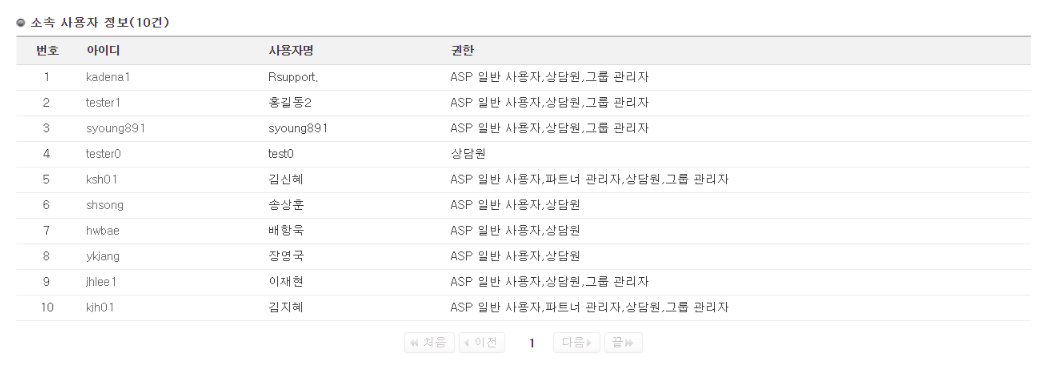 소속 사용자 정보(10건)
번호 아이디 사용자명 권한
1 kadena1 Rsupport. ASP 일반 사용자,상담원,그룹 관리자
2 tester1 홍길동2 ASP 일반 사용자,상담원,그룹 관리자
3 syoung891 syoung891 ASP 일반 사용자,상담원,그룹 관리자
4 tester0 test0 상담원
5 ksh01 김신혜 ASP 일반 사용자,파트너 관리자,상담원,그룹 관리자
6 shsong 송상훈 ASP 일반 사용자,상담원
7 hwbae 배항욱 ASP 일반 사용자,상담원
8 ykjang 장영국 ASP 일반 사용자,상담원
9 jhlee1 이재현 ASP 일반 사용자,상담원,그룹 관리자
10 kjh01 김지혜 ASP 일반 사용자,파트너 관리자,상담원,그룹 관리자
처음 이전 1 다음 끝